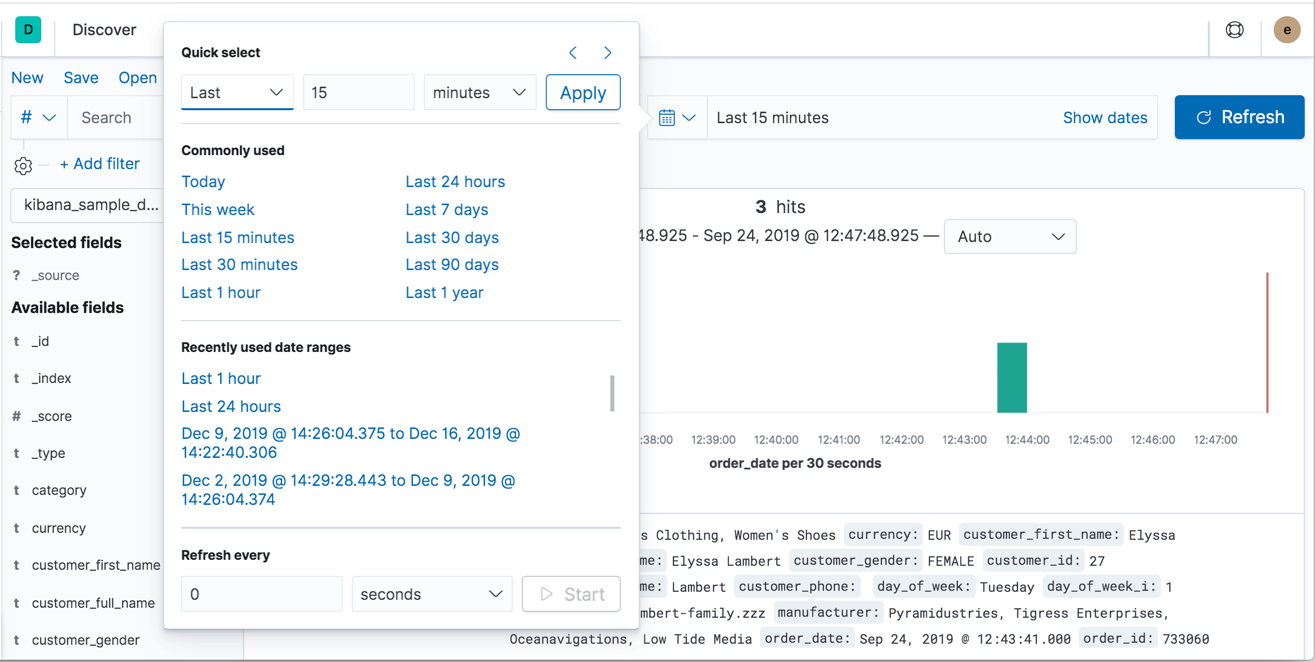 D Discover e
New Save Open
# Search
+ Add filter
kibana_sample_d...
Selected fields
? _source
Available fields
t _id
t _index
# _score
t _type
t category
t currency
t customer_first_name
t customer_full_name
t customer_gender
Quick select
Last 15 minutes Apply
Commonly used
Today Last 24 hours
This week Last 7 days
Last 15 minutes Last 30 days
Last 30 minutes Last 90 days
Last 1 hour Last 1 year
Recently used date ranges
Last 1 hour
Last 24 hours
Dec 9, 2019 @ 14:26:04.375 to Dec 16, 2019 @
14:22:40.306
Dec 2, 2019 @ 14:29:28.443 to Dec 9, 2019 @
14:26:04.374
Refresh every
0 seconds Start
Last 15 minutes Show dates Refresh
3 hits
48.925 - Sep 24, 2019 @ 12:47:48.925 — Auto
:38:00 12:39:00 12:40:00 12:41:00 12:42:00 12:43:00 12:44:00 12:45:00 12:46:00 12:47:00
order_date per 30 seconds
s Clothing, Women's Shoes currency: EUR customer_first_name: Elyssa
me: Elyssa Lambert customer_gender: FEMALE customer_id: 27
me: Lambert customer_phone: day_of_week: Tuesday day_of_week_i: 1
mbert-family.zzz manufacturer: Pyramidustries, Tigress Enterprises,
Oceanavigations, Low Tide Media order_date: Sep 24, 2019 @ 12:43:41.000 order_id: 733060